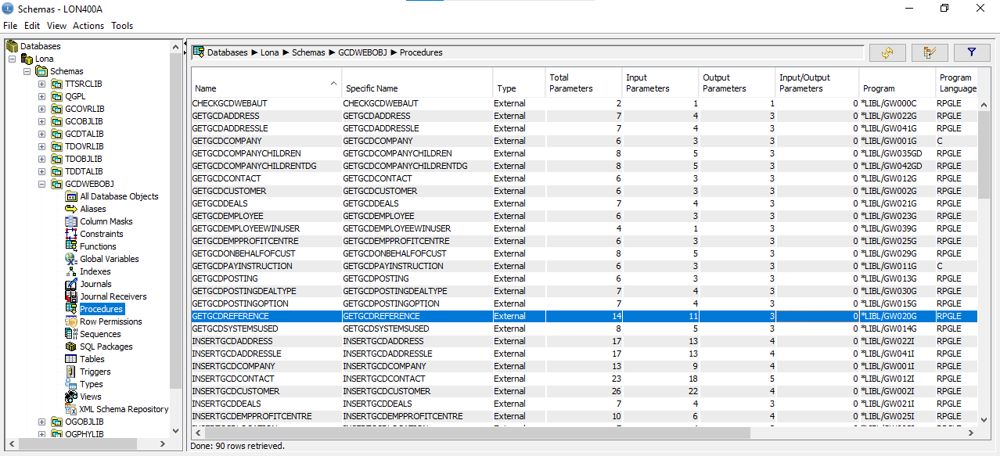 Schemas - LON400A
File Edit View Actions Tools
Databases
Lona
Schemas
TTSRCLIB
QGPL
GCOVRLIB
GCOBJLIB
GCDTALIB
TDOVRLIB
TDOBJLIB
TDDTALIB
GCDWEBOBJ
All Database Objects
Aliases
Column Masks
Constraints
Functions
Global Variables
Indexes
Journals
Journal Receivers
Procedures
Row Permissions
Sequences
SQL Packages
Tables
Triggers
Types
Views
XML Schema Repository
OGOBJLIB
OGPHYLIB
Databases Lona Schemas GCDWEBOBJ Procedures
Name Specific Name Type Total Parameters Input Parameters Output Parameters Input/Output Parameters Program Program Language
CHECKGCDWEBAUT CHECKGCDWEBAUT External 2 1 1 0 *LIBL/GW000C RPGLE
GETGCDADDRESS GETGCDADDRESS External 7 4 3 0 *LIBL/GW022G RPGLE
GETGCDADDRESSLE GETGCDADDRESSLE External 7 4 3 0 *LIBL/GW041G RPGLE
GETGCDCOMPANY GETGCDCOMPANY External 6 3 3 0 *LIBL/GW001G C
GETGCDCOMPANYCHILDREN GETGCDCOMPANYCHILDREN External 8 5 3 0 *LIBL/GW035GD RPGLE
GETGCDCOMPANYCHILDRENTDG GETGCDCOMPANYCHILDRENTDG External 8 5 3 0 *LIBL/GW042GD RPGLE
GETGCDCONTACT GETGCDCONTACT External 6 3 3 0 *LIBL/GW012G RPGLE
GETGCDCUSTOMER GETGCDCUSTOMER External 6 3 3 0 *LIBL/GW002G RPGLE
GETGCDDEALS GETGCDDEALS External 7 4 3 0 *LIBL/GW021G RPGLE
GETGCDEMPLOYEE GETGCDEMPLOYEE External 6 3 3 0 *LIBL/GW023G RPGLE
GETGCDEMPLOYEEWINUSER GETGCDEMPLOYEEWINUSER External 4 1 3 0 *LIBL/GW039G RPGLE
GETGCDEMPPROFITCENTRE GETGCDEMPPROFITCENTRE External 6 3 3 0 *LIBL/GW025G RPGLE
GETGCDONBEHALFOFCUST GETGCDONBEHALFOFCUST External 8 5 3 0 *LIBL/GW029G RPGLE
GETGCDPAYINSTRUCTION GETGCDPAYINSTRUCTION External 6 3 3 0 *LIBL/GW011G C
GETGCDPOSTING GETGCDPOSTING External 6 3 3 0 *LIBL/GW013G RPGLE
GETGCDPOSTINGDEALTYPE GETGCDPOSTINGDEALTYPE External 7 4 3 0 *LIBL/GW030G RPGLE
GETGCDPOSTINGOPTION GETGCDPOSTINGOPTION External 7 4 3 0 *LIBL/GW015G RPGLE
GETGCDREFERENCE GETGCDREFERENCE External 14 11 3 0 *LIBL/GW020G RPGLE
GETGCDSYSTEMSUSED GETGCDSYSTEMSUSED External 8 5 3 0 *LIBL/GW014G RPGLE
INSERTGCDADDRESS INSERTGCDADDRESS External 17 13 4 0 *LIBL/GW022I RPGLE
INSERTGCDADDRESSLE INSERTGCDADDRESSLE External 17 13 4 0 *LIBL/GW041I RPGLE
INSERTGCDCOMPANY INSERTGCDCOMPANY External 13 9 4 0 *LIBL/GW001I RPGLE
INSERTGCDCONTACT INSERTGCDCONTACT External 23 18 5 0 *LIBL/GW012I RPGLE
INSERTGCDCUSTOMER INSERTGCDCUSTOMER External 26 22 4 0 *LIBL/GW002I RPGLE
INSERTGCDDEALS INSERTGCDDEALS External 7 4 3 0 *LIBL/GW021I RPGLE
INSERTGCDEMPPROFITCENTRE INSERTGCDEMPPROFITCENTRE External 10 6 4 0 *LIBL/GW025I RPGLE
Done: 90 rows retrieved.